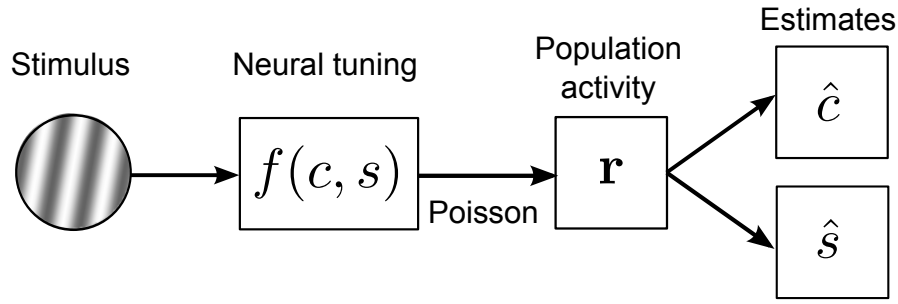 Stimulus
Neural tuning
f(c, s)
Poisson
Population
activity
r
Estimates
ĉ
ŝ